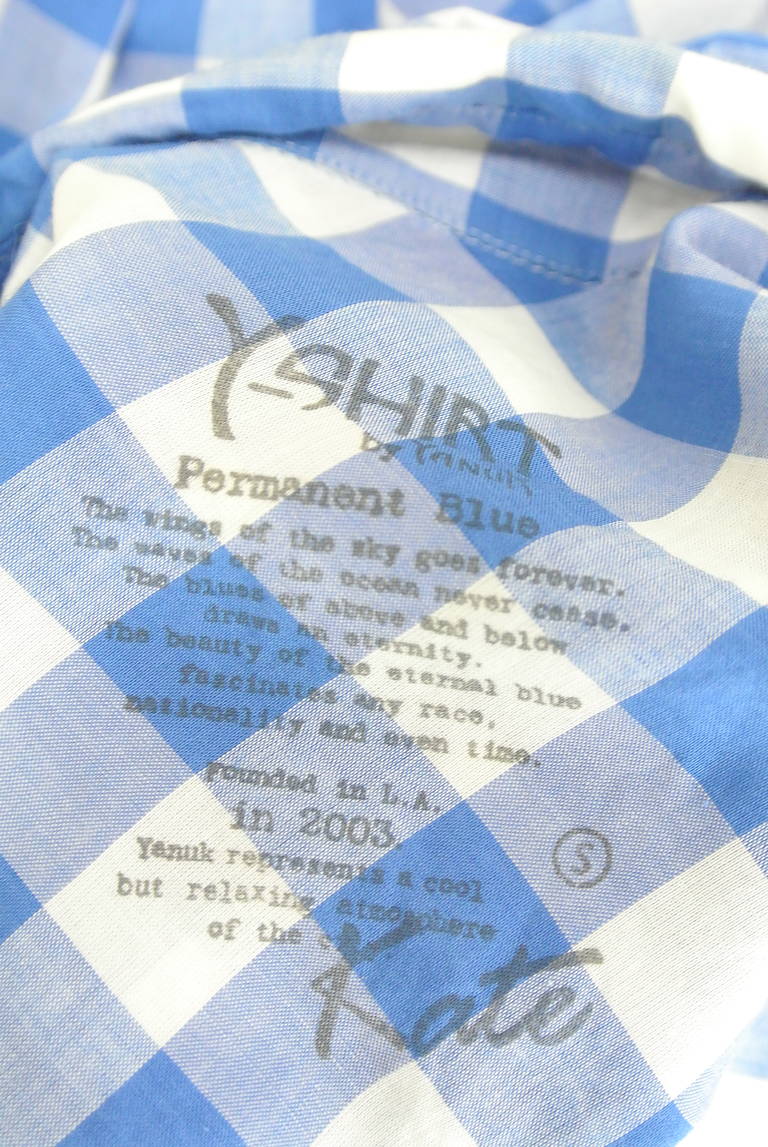 Y-SHIRT
by YANUK
Permanent Blue
The wings of the sky goes forever.
The waves of the ocean never cease.
The blues of above and below
draws an eternity.
The beauty of the eternal blue
fascinates any race,
nationality and even time.
Founded in L.A.
in 2003.
Yanuk represents a cool
but relaxing atmosphere
of the
S
Kate